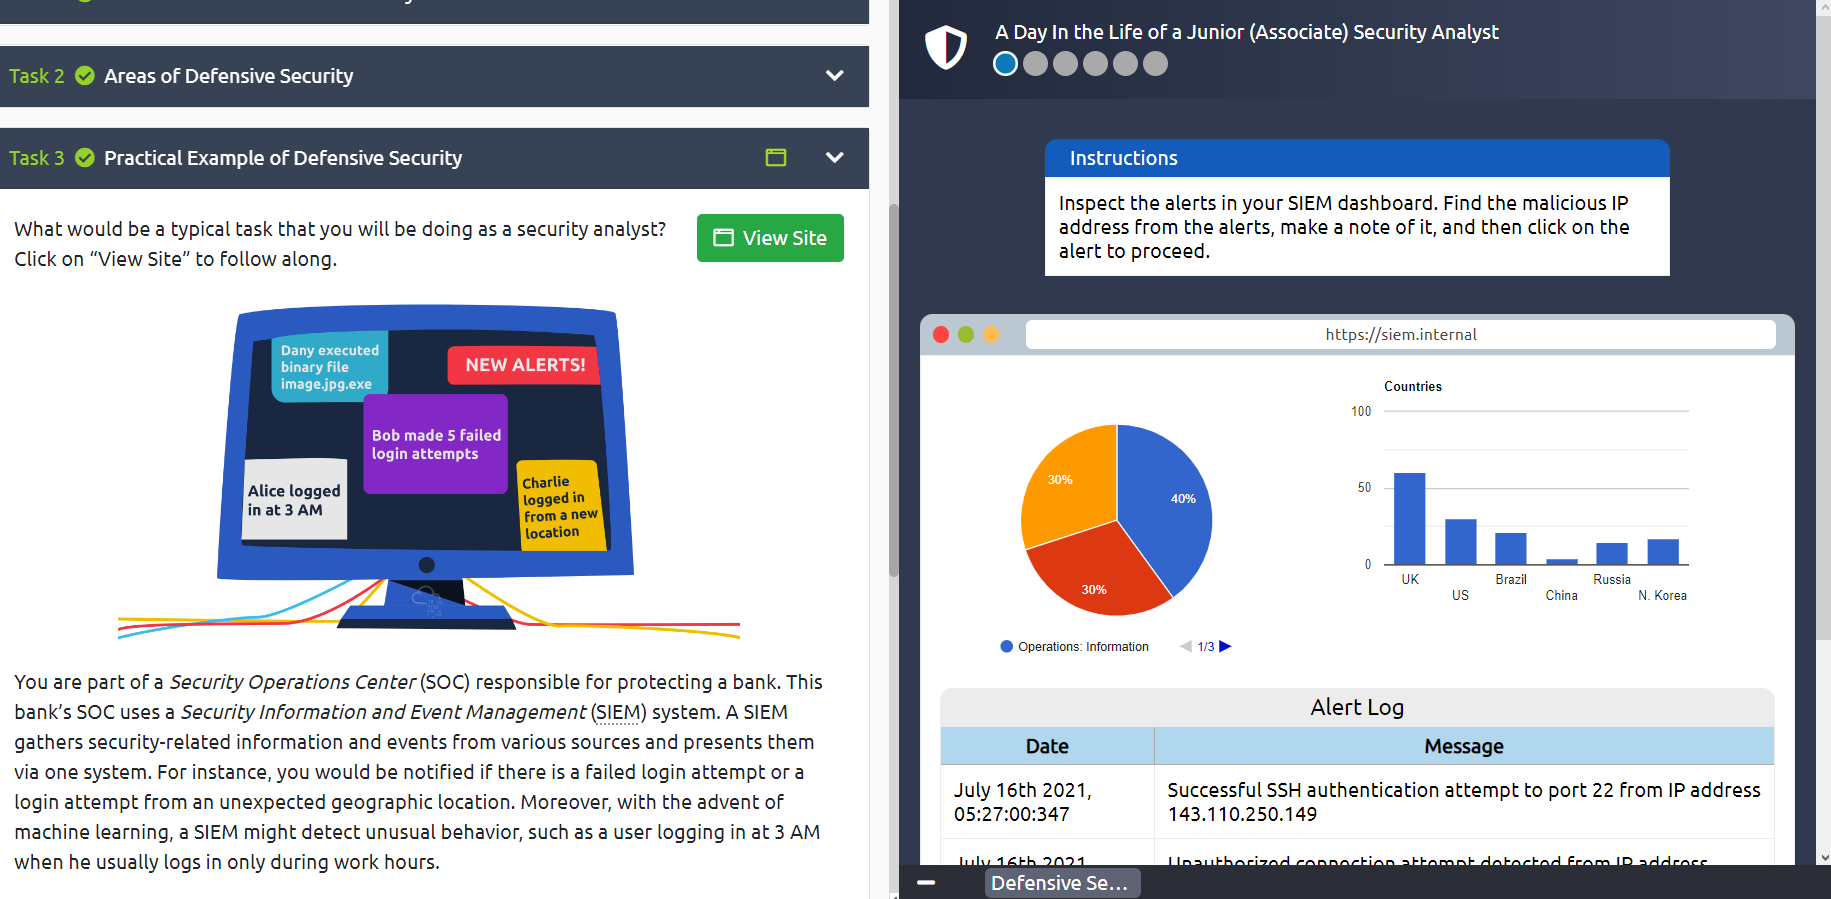 Task 2 Areas of Defensive Security
Task 3 Practical Example of Defensive Security
What would be a typical task that you will be doing as a security analyst?
Click on “View Site” to follow along.
View Site
Dany executed
binary file
image.jpg.exe
NEW ALERTS!
Bob made 5 failed
login attempts
Alice logged
in at 3 AM
Charlie
logged in
from a new
location
You are part of a Security Operations Center (SOC) responsible for protecting a bank. This
bank’s SOC uses a Security Information and Event Management (SIEM) system. A SIEM
gathers security-related information and events from various sources and presents them
via one system. For instance, you would be notified if there is a failed login attempt or a
login attempt from an unexpected geographic location. Moreover, with the advent of
machine learning, a SIEM might detect unusual behavior, such as a user logging in at 3 AM
when he usually logs in only during work hours.
A Day In the Life of a Junior (Associate) Security Analyst
Instructions
Inspect the alerts in your SIEM dashboard. Find the malicious IP
address from the alerts, make a note of it, and then click on the
alert to proceed.
https://siem.internal
30%
40%
30%
Operations: Information
1/3
Countries
100
50
0
UK
US
Brazil
China
Russia
N. Korea
Alert Log
Date Message
July 16th 2021, Successful SSH authentication attempt to port 22 from IP address
05:27:00:347 143.110.250.149
July 16th 2021, Unauthorized connection attempt detected from IP address
Defensive Se...